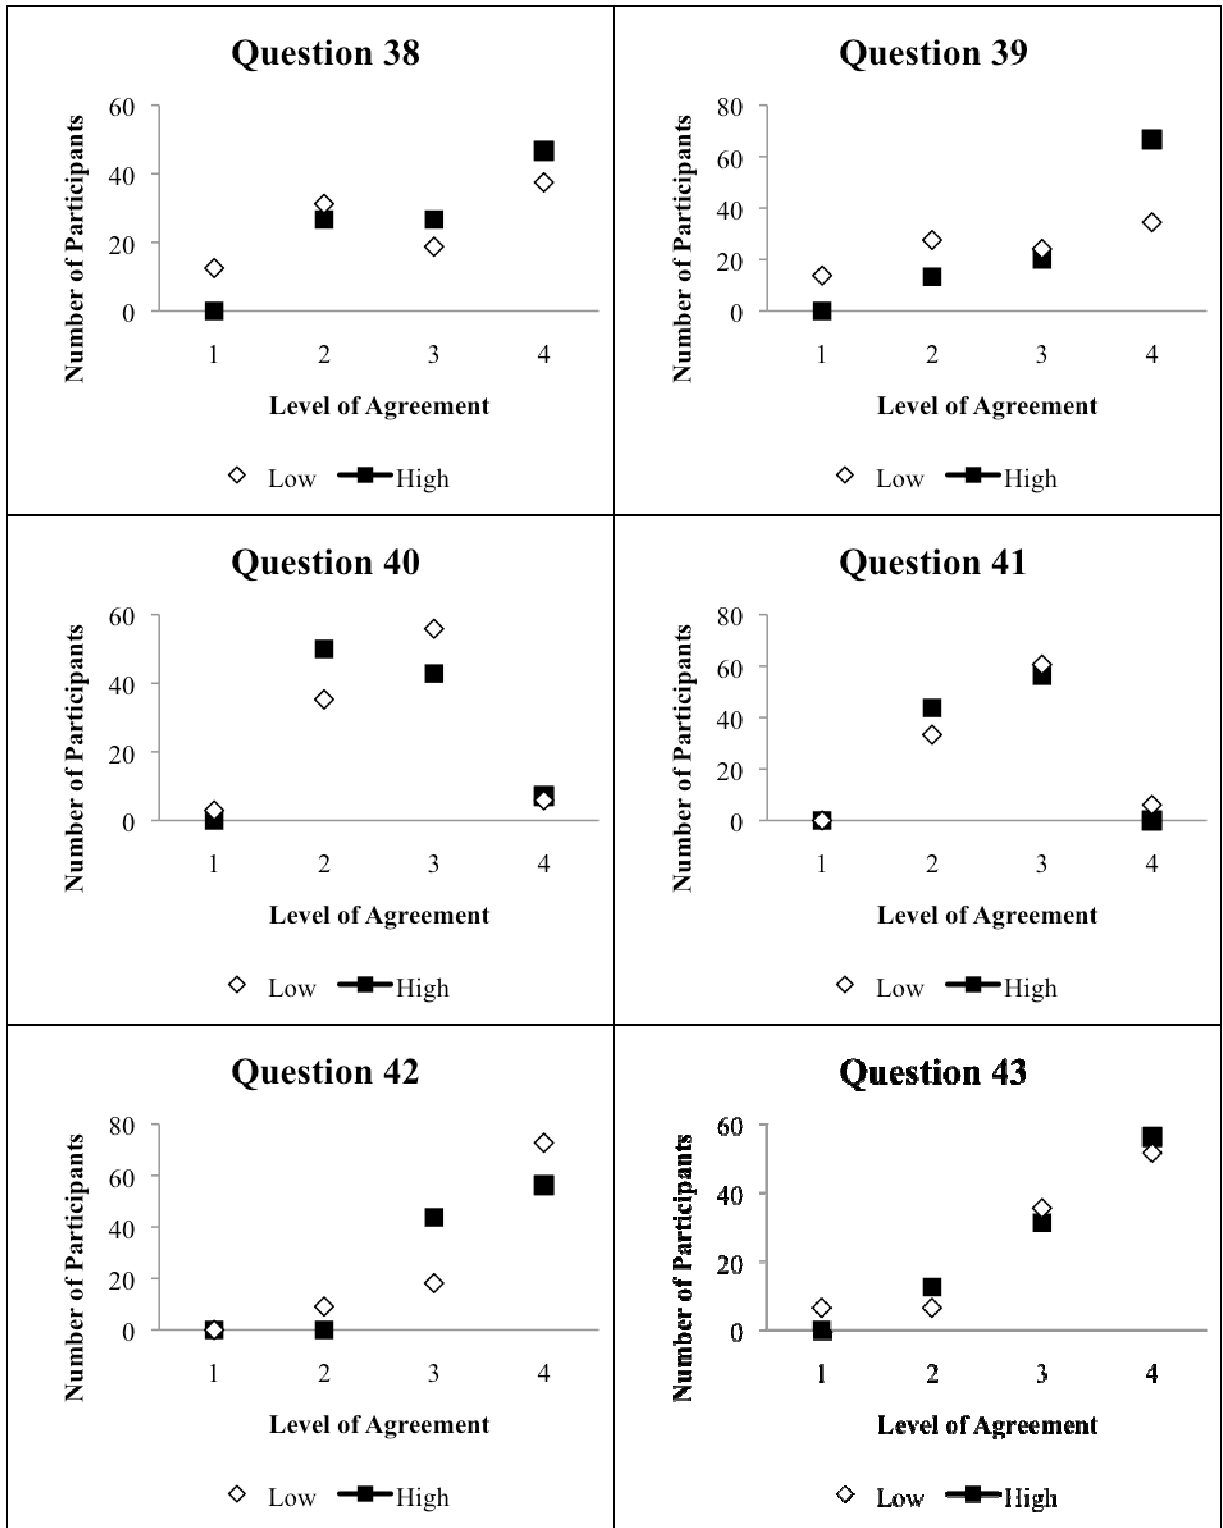 Question 38
60
40
20
0
Number of Participants
1 2 3 4
Level of Agreement
Low High
Question 39
80
60
40
20
0
Number of Participants
1 2 3 4
Level of Agreement
Low High
Question 40
60
40
20
0
Number of Participants
1 2 3 4
Level of Agreement
Low High
Question 41
80
60
40
20
0
Number of Participants
1 2 3 4
Level of Agreement
Low High
Question 42
80
60
40
20
0
Number of Participants
1 2 3 4
Level of Agreement
Low High
Question 43
60
40
20
0
Number of Participants
1 2 3 4
Level of Agreement
Low High